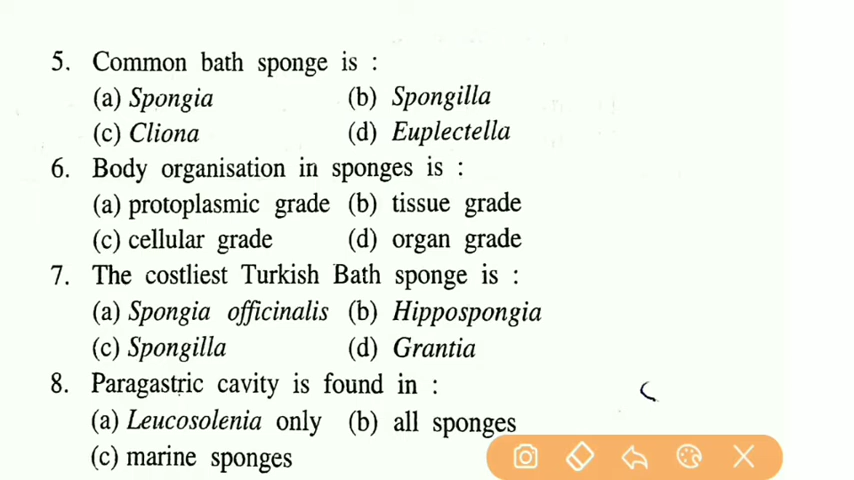 5. Common bath sponge is :
(a) Spongia (b) Spongilla
(c) Cliona (d) Euplectella
6. Body organisation in sponges is :
(a) protoplasmic grade (b) tissue grade
(c) cellular grade (d) organ grade
7. The costliest Turkish Bath sponge is :
(a) Spongia officinalis (b) Hippospongia
(c) Spongilla (d) Grantia
8. Paragastric cavity is found in :
(a) Leucosolenia only (b) all sponges
(c) marine sponges